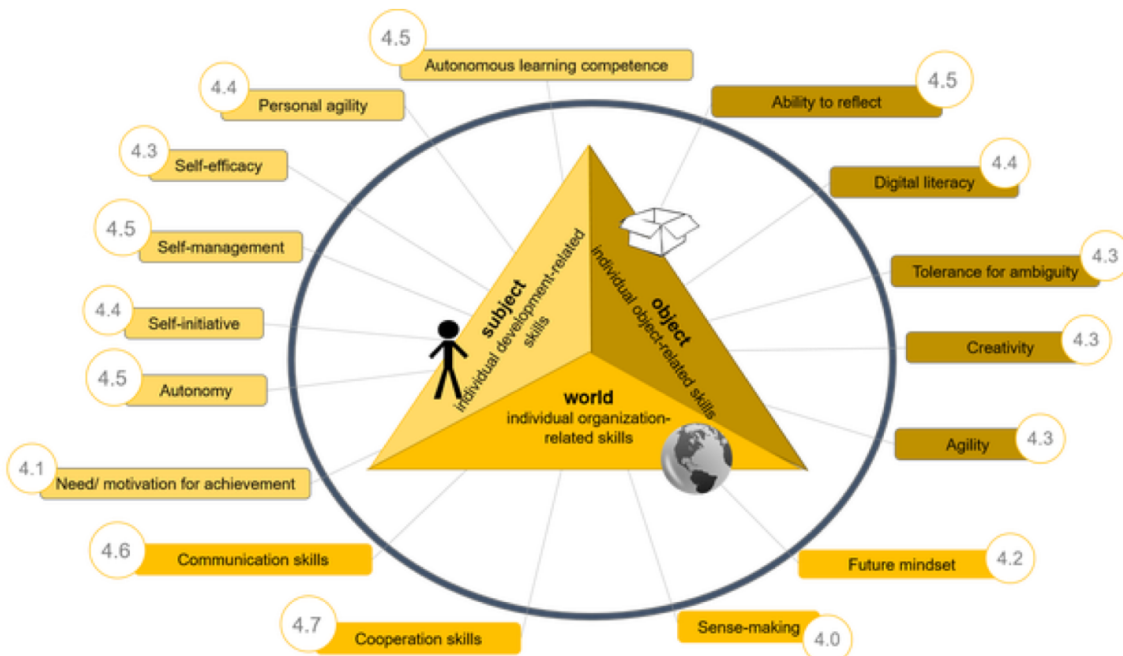 4.5
Autonomous learning competence
4.4
Personal agility
4.3
Self-efficacy
4.5
Self-management
4.4
Self-initiative
4.5
Autonomy
4.1
Need/ motivation for achievement
4.6
Communication skills
4.7
Cooperation skills
4.5
Ability to reflect
4.4
Digital literacy
4.3
Tolerance for ambiguity
4.3
Creativity
4.3
Agility
4.2
Future mindset
Sense-making
4.0
subject
individual development-related
skills
object
individual object-related skills
world
individual organization-
related skills